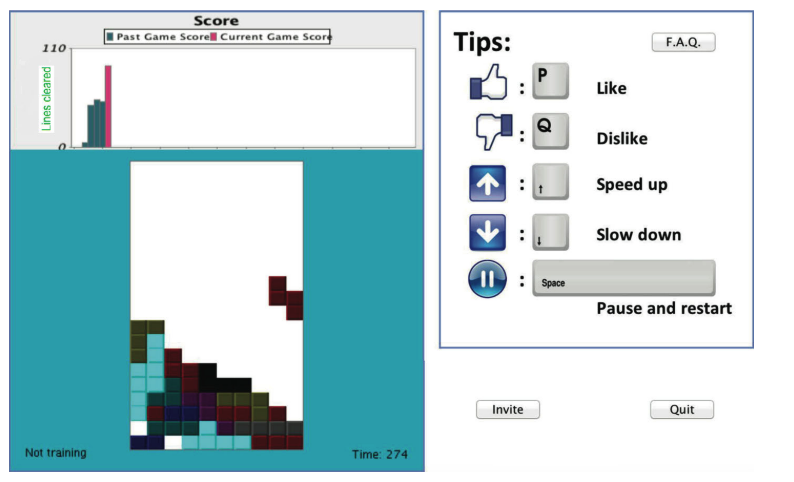 Score
Past Game Score Current Game Score
110
Lines cleared
0
Not training
Time: 274
Tips:
F.A.Q.
: P Like
: Q Dislike
: ↑ Speed up
: ↓ Slow down
: Space
Pause and restart
Invite
Quit